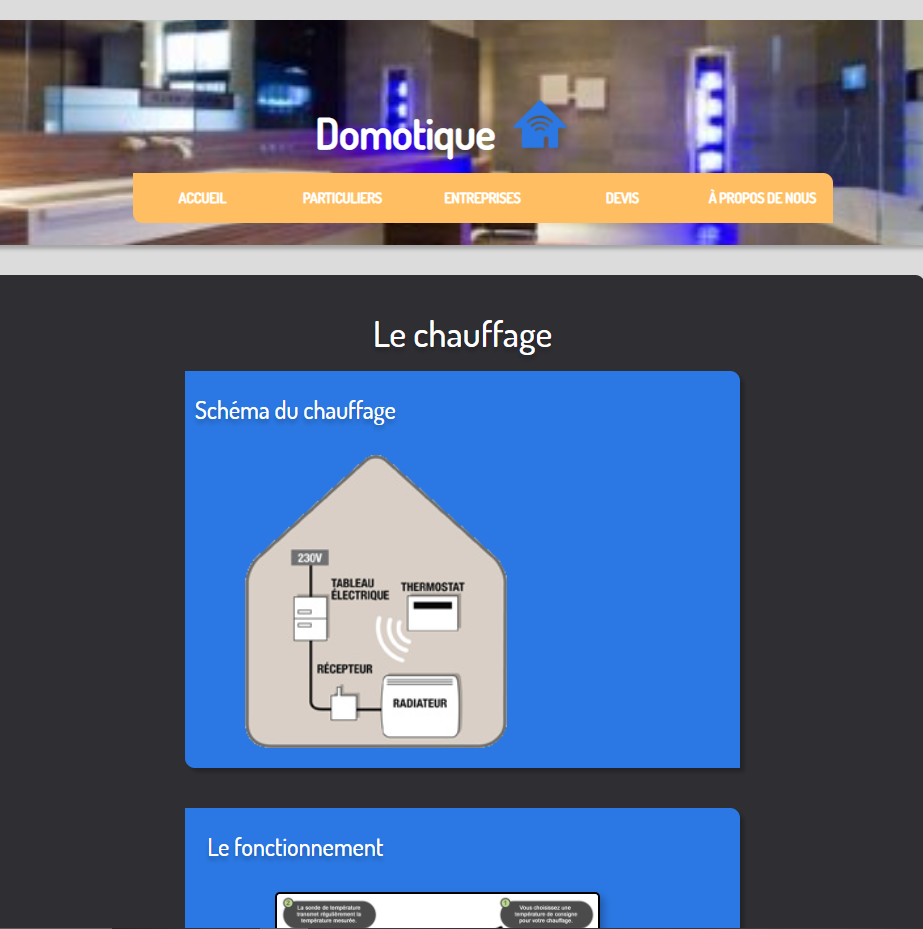 Domotique
ACCUEIL PARTICULIERS ENTREPRISES DEVIS À PROPOS DE NOUS
Le chauffage
Schéma du chauffage
230V
TABLEAU
ÉLECTRIQUE
THERMOSTAT
RÉCEPTEUR
RADIATEUR
Le fonctionnement
2
La sonde de température
transmet régulièrement la
température mesurée.
1
Vous choisissez une
température de consigne
pour votre chauffage.